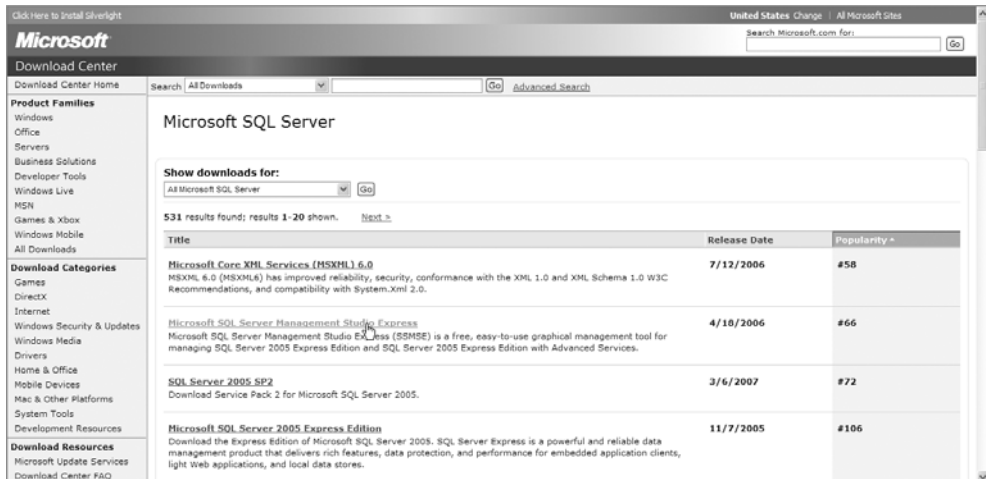 Click Here to Install Silverlight
United States Change | All Microsoft Sites
Microsoft
Search Microsoft.com for:
Go
Download Center
Download Center Home
Search All Downloads Go Advanced Search
Product Families
Windows
Office
Servers
Business Solutions
Developer Tools
Windows Live
MSN
Games & Xbox
Windows Mobile
All Downloads
Download Categories
Games
DirectX
Internet
Windows Security & Updates
Windows Media
Drivers
Home & Office
Mobile Devices
Mac & Other Platforms
System Tools
Development Resources
Download Resources
Microsoft Update Services
Download Center FAQ
Microsoft SQL Server
Show downloads for:
All Microsoft SQL Server Go
531 results found; results 1-20 shown. Next >
Title Release Date Popularity
Microsoft Core XML Services (MSXML) 6.0 7/12/2006 #58
MSXML 6.0 (MSXML6) has improved reliability, security, conformance with the XML 1.0 and XML Schema 1.0 W3C
Recommendations, and compatibility with System.Xml 2.0.
Microsoft SQL Server Management Studio Express 4/18/2006 #66
Microsoft SQL Server Management Studio Express (SSMSE) is a free, easy-to-use graphical management tool for
managing SQL Server 2005 Express Edition and SQL Server 2005 Express Edition with Advanced Services.
SQL Server 2005 SP2 3/6/2007 #72
Download Service Pack 2 for Microsoft SQL Server 2005.
Microsoft SQL Server 2005 Express Edition 11/7/2005 #106
Download the Express Edition of Microsoft SQL Server 2005. SQL Server Express is a powerful and reliable data
management product that delivers rich features, data protection, and performance for embedded application clients,
light Web applications, and local data stores.